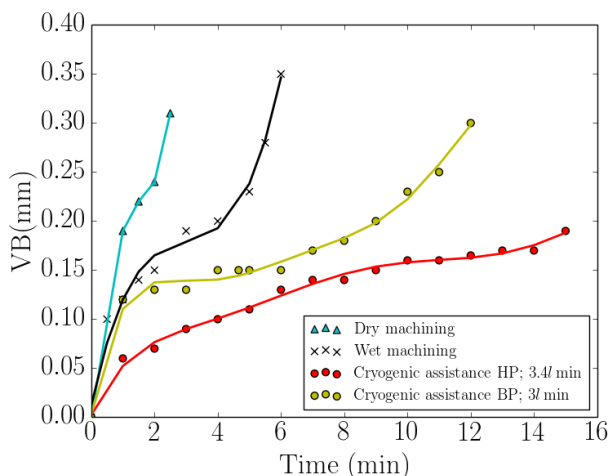 0.40
0.35
0.30
0.25
0.20
0.15
0.10
0.05
0.00
VB(mm)
Dry machining
Wet machining
Cryogenic assistance HP; 3.4l min
Cryogenic assistance BP; 3l min
0 2 4 6 8 10 12 14 16
Time (min)